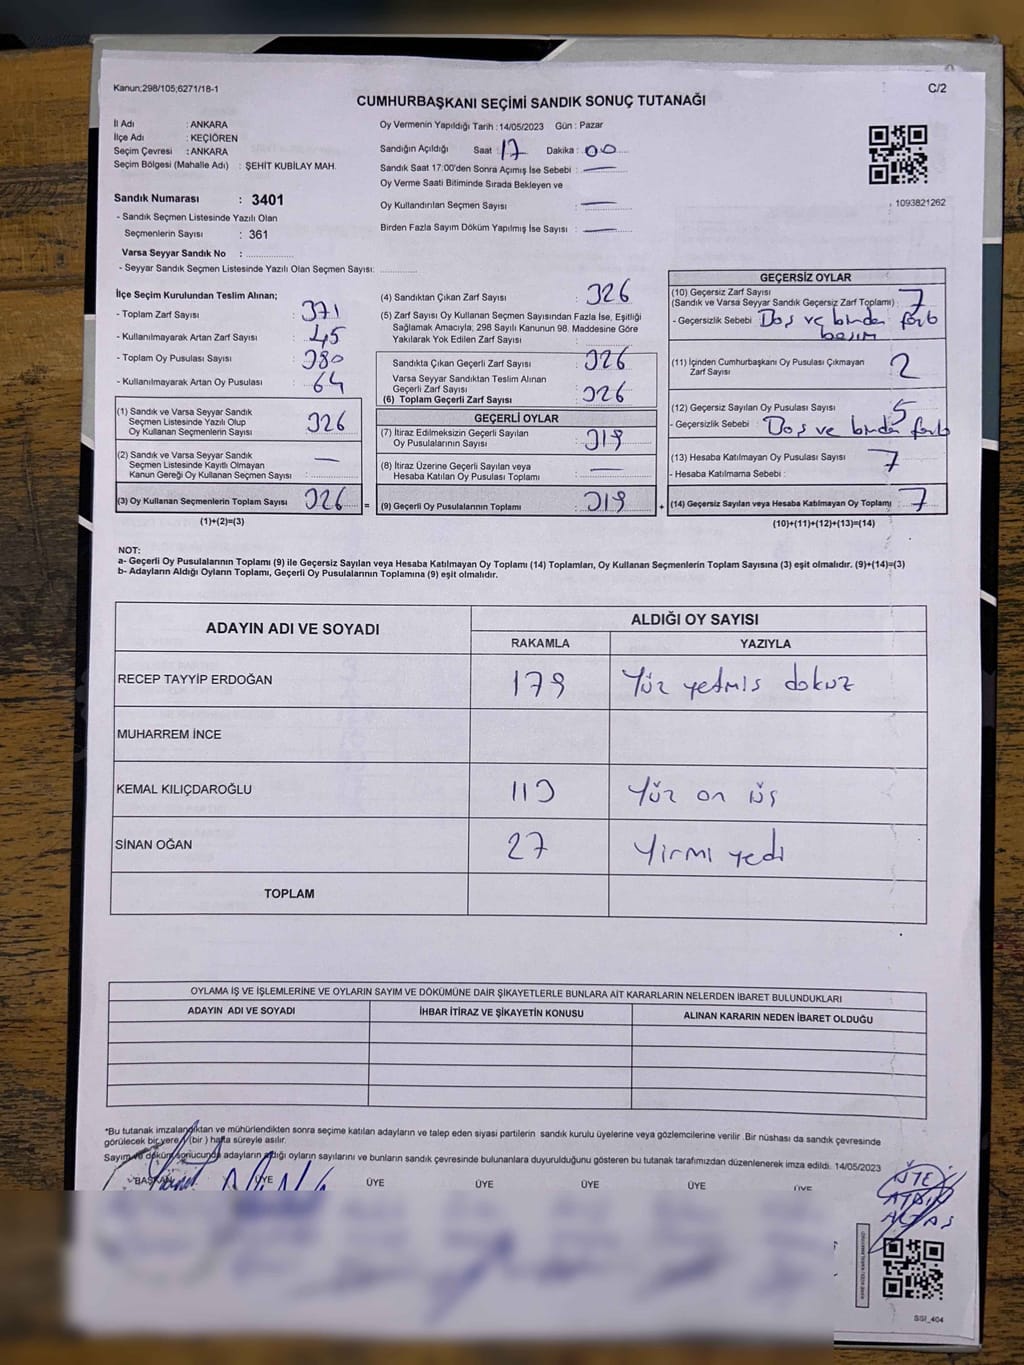 Kanun;298/105;6271/18-1
C/2
CUMHURBAŞKANI SEÇİMİ SANDIK SONUÇ TUTANAĞI
İl Adı : ANKARA
İlçe Adı : KEÇİÖREN
Seçim Çevresi : ANKARA
Seçim Bölgesi (Mahalle Adı) : ŞEHİT KUBİLAY MAH.
Sandık Numarası : 3401
- Sandık Seçmen Listesinde Yazılı Olan
Seçmenlerin Sayısı : 361
Varsa Seyyar Sandık No :
- Seyyar Sandık Seçmen Listesinde Yazılı Olan Seçmen Sayısı:
Oy Vermenin Yapıldığı Tarih : 14/05/2023 Gün : Pazar
Sandığın Açıldığı Saat : 17 Dakika : 00
Sandık Saat 17:00'den Sonra Açımış İse Sebebi : —
Oy Verme Saati Bitiminde Sırada Bekleyen ve
Oy Kullandırılan Seçmen Sayısı : —
Birden Fazla Sayım Döküm Yapılmış İse Sayısı : —
1093821262
İlçe Seçim Kurulundan Teslim Alınan;
- Toplam Zarf Sayısı : 371
- Kullanılmayarak Artan Zarf Sayısı : 45
- Toplam Oy Pusulası Sayısı : 380
- Kullanılmayarak Artan Oy Pusulası : 64
(1) Sandık ve Varsa Seyyar Sandık
Seçmen Listesinde Yazılı Olup
Oy Kullanan Seçmenlerin Sayısı : 326
(2) Sandık ve Varsa Seyyar Sandık
Seçmen Listesinde Kayıtlı Olmayan
Kanun Gereği Oy Kullanan Seçmen Sayısı : —
(3) Oy Kullanan Seçmenlerin Toplam Sayısı : 326 =
(1)+(2)=(3)
(4) Sandıktan Çıkan Zarf Sayısı : 326
(5) Zarf Sayısı Oy Kullanan Seçmen Sayısından Fazla İse, Eşitliği
Sağlamak Amacıyla; 298 Sayılı Kanunun 98. Maddesine Göre
Yakılarak Yok Edilen Zarf Sayısı :
Sandıkta Çıkan Geçerli Zarf Sayısı : 326
Varsa Seyyar Sandıktan Teslim Alınan
Geçerli Zarf Sayısı :
(6) Toplam Geçerli Zarf Sayısı : 326
GEÇERLİ OYLAR
(7) İtiraz Edilmeksizin Geçerli Sayılan
Oy Pusulalarının Sayısı : 319
(8) İtiraz Üzerine Geçerli Sayılan veya
Hesaba Katılan Oy Pusulası Toplamı : —
(9) Geçerli Oy Pusulalarının Toplamı : 319 +
GEÇERSİZ OYLAR
(10) Geçersiz Zarf Sayısı
(Sandık ve Varsa Seyyar Sandık Geçersiz Zarf Toplamı) : 7
- Geçersizlik Sebebi : Boş ve birden
(11) İçinden Cumhurbaşkanı Oy Pusulası Çıkmayan
Zarf Sayısı : 2
(12) Geçersiz Sayılan Oy Pusulası Sayısı : 5
- Geçersizlik Sebebi : Boş ve birden
(13) Hesaba Katılmayan Oy Pusulası Sayısı : 7
- Hesaba Katılmama Sebebi :
(14) Geçersiz Sayılan veya Hesaba Katılmayan Oy Toplamı : 7
(10)+(11)+(12)+(13)=(14)
NOT:
a- Geçerli Oy Pusulalarının Toplamı (9) ile Geçersiz Sayılan veya Hesaba Katılmayan Oy Toplamı (14) Toplamları, Oy Kullanan Seçmenlerin Toplam Sayısına (3) eşit olmalıdır. (9)+(14)=(3)
b- Adayların Aldığı Oyların Toplamı, Geçerli Oy Pusulalarının Toplamına (9) eşit olmalıdır.
ADAYIN ADI VE SOYADI
ALDIĞI OY SAYISI
RAKAMLA YAZIYLA
RECEP TAYYİP ERDOĞAN 179 Yüz yetmis dokuz
MUHARREM İNCE
KEMAL KILIÇDAROĞLU 113 Yüz on üş
SİNAN OĞAN 27 Yirmi yedi
TOPLAM
OYLAMA İŞ VE İŞLEMLERİNE VE OYLARIN SAYIM VE DÖKÜMÜNE DAİR ŞİKAYETLERLE BUNLARA AİT KARARLARIN NELERDEN İBARET BULUNDUKLARI
ADAYIN ADI VE SOYADI İHBAR İTİRAZ VE ŞİKAYETİN KONUSU ALINAN KARARIN NEDEN İBARET OLDUĞU
*Bu tutanak imzalandıktan ve mühürlendikten sonra seçime katılan adayların ve talep eden siyasi partilerin sandık kurulu üyelerine veya gözlemcilerine verilir .Bir nüshası da sandık çevresinde
görülecek bir yere (bir ) hafta süreyle asılır.
Sayım ve döküm sonucunda adayların aldığı oyların sayılarını ve bunların sandık çevresinde bulunanlara duyurulduğunu gösteren bu tutanak tarafımızdan düzenlenerek imza edildi. 14/05/2023
BAŞKAN ÜYE ÜYE ÜYE ÜYE ÜYE ÜYE
SGI_404